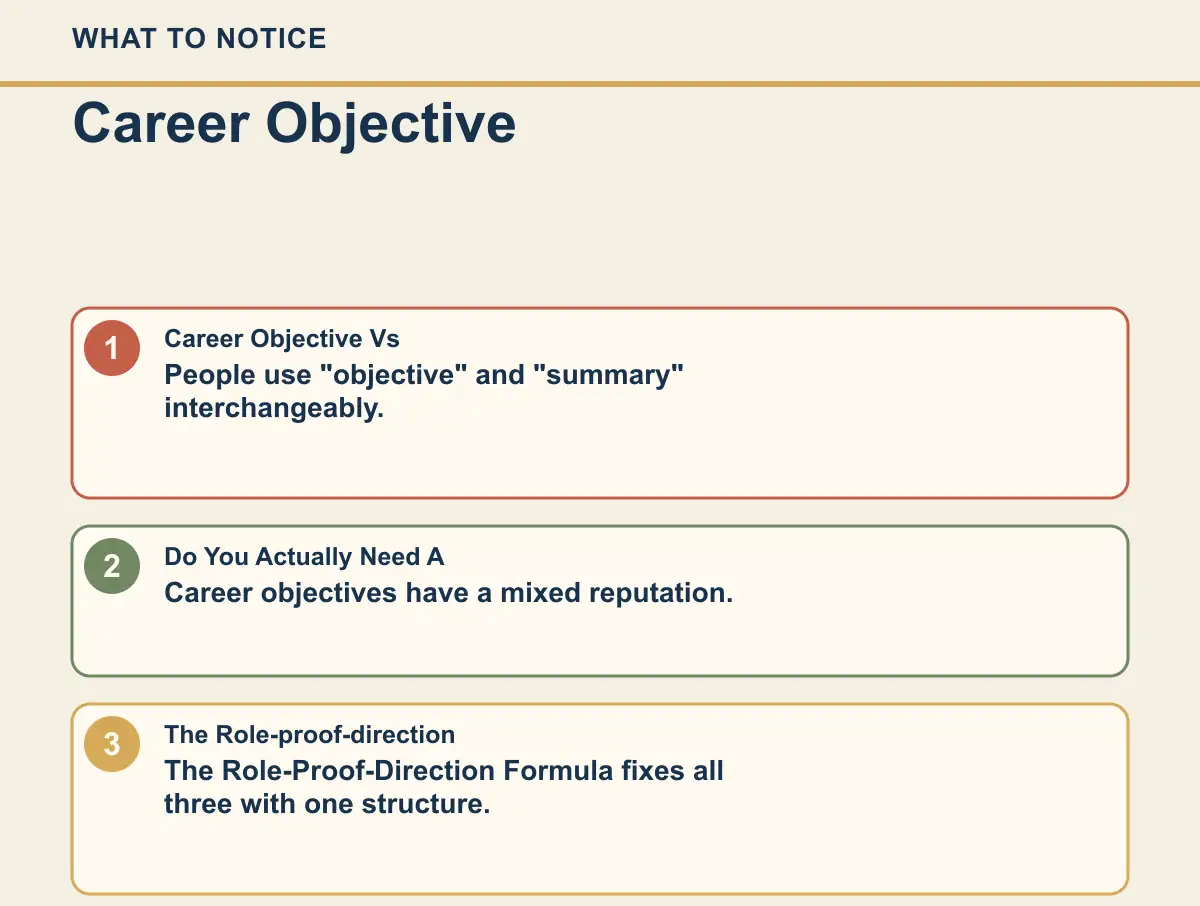 WHAT TO NOTICE
Career Objective
1
Career Objective Vs
People use "objective" and "summary"
interchangeably.
2
Do You Actually Need A
Career objectives have a mixed reputation.
3
The Role-proof-direction
The Role-Proof-Direction Formula fixes all
three with one structure.